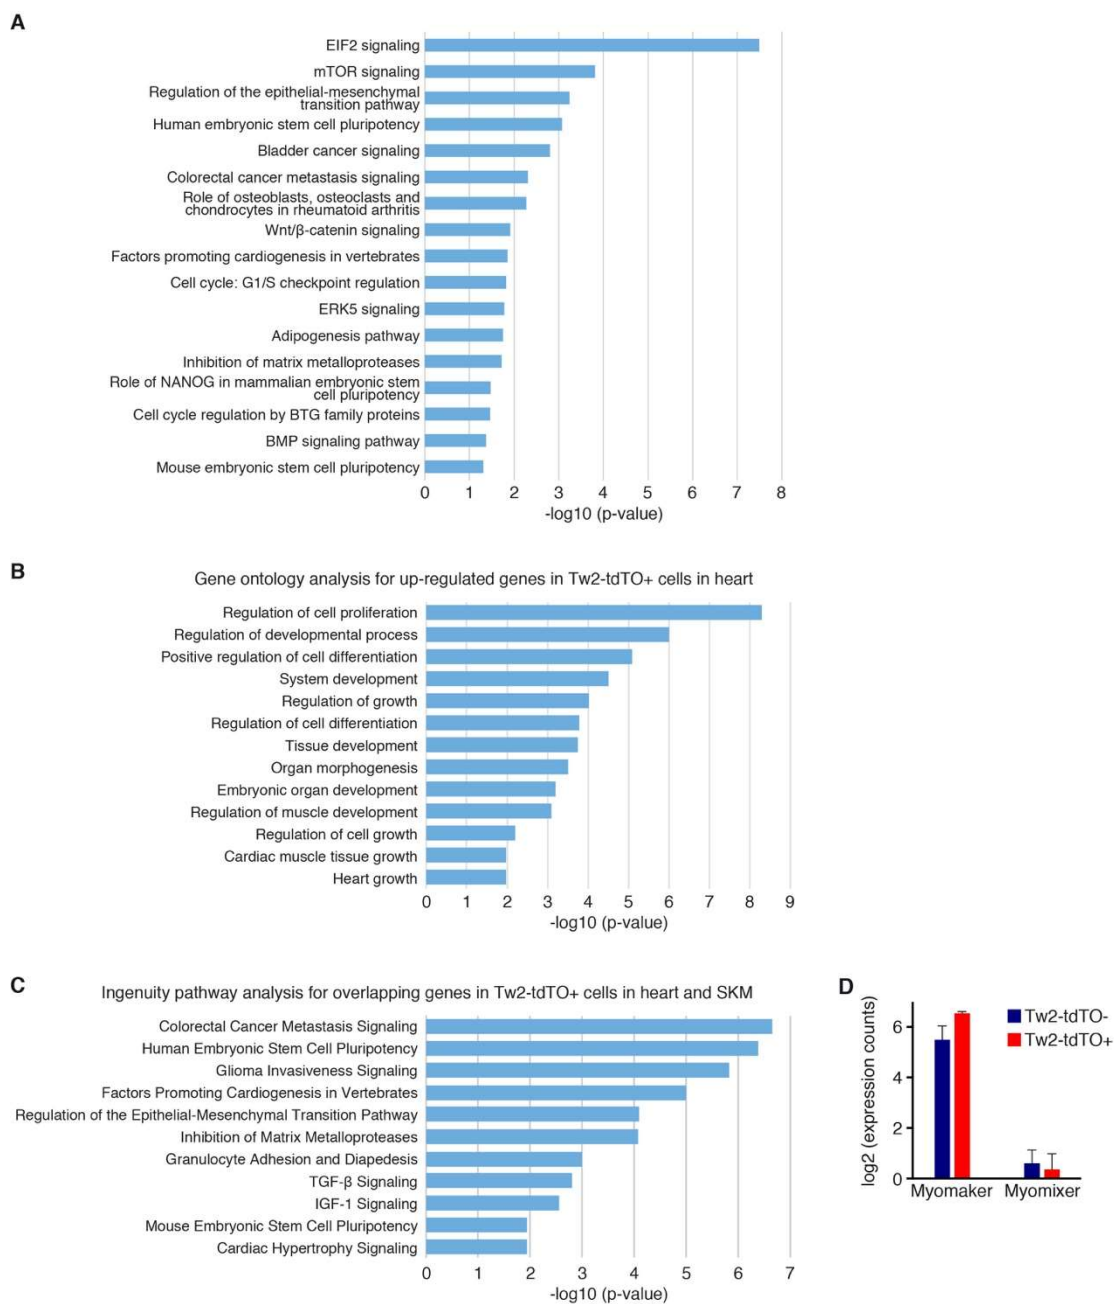 A
EIF2 signaling
mTOR signaling
Regulation of the epithelial-mesenchymal
transition pathway
Human embryonic stem cell pluripotency
Bladder cancer signaling
Colorectal cancer metastasis signaling
Role of osteoblasts, osteoclasts and
chondrocytes in rheumatoid arthritis
Wnt/β-catenin signaling
Factors promoting cardiogenesis in vertebrates
Cell cycle: G1/S checkpoint regulation
ERK5 signaling
Adipogenesis pathway
Inhibition of matrix metalloproteases
Role of NANOG in mammalian embryonic stem
cell pluripotency
Cell cycle regulation by BTG family proteins
BMP signaling pathway
Mouse embryonic stem cell pluripotency
0 1 2 3 4 5 6 7 8
-log10 (p-value)
B
Gene ontology analysis for up-regulated genes in Tw2-tdTO+ cells in heart
Regulation of cell proliferation
Regulation of developmental process
Positive regulation of cell differentiation
System development
Regulation of growth
Regulation of cell differentiation
Tissue development
Organ morphogenesis
Embryonic organ development
Regulation of muscle development
Regulation of cell growth
Cardiac muscle tissue growth
Heart growth
0 1 2 3 4 5 6 7 8 9
-log10 (p-value)
C
Ingenuity pathway analysis for overlapping genes in Tw2-tdTO+ cells in heart and SKM
Colorectal Cancer Metastasis Signaling
Human Embryonic Stem Cell Pluripotency
Glioma Invasiveness Signaling
Factors Promoting Cardiogenesis in Vertebrates
Regulation of the Epithelial-Mesenchymal Transition Pathway
Inhibition of Matrix Metalloproteases
Granulocyte Adhesion and Diapedesis
TGF-β Signaling
IGF-1 Signaling
Mouse Embryonic Stem Cell Pluripotency
Cardiac Hypertrophy Signaling
0 1 2 3 4 5 6 7
-log10 (p-value)
D
log2 (expression counts)
6
4
2
0
Tw2-tdTO-
Tw2-tdTO+
Myomaker Myomixer